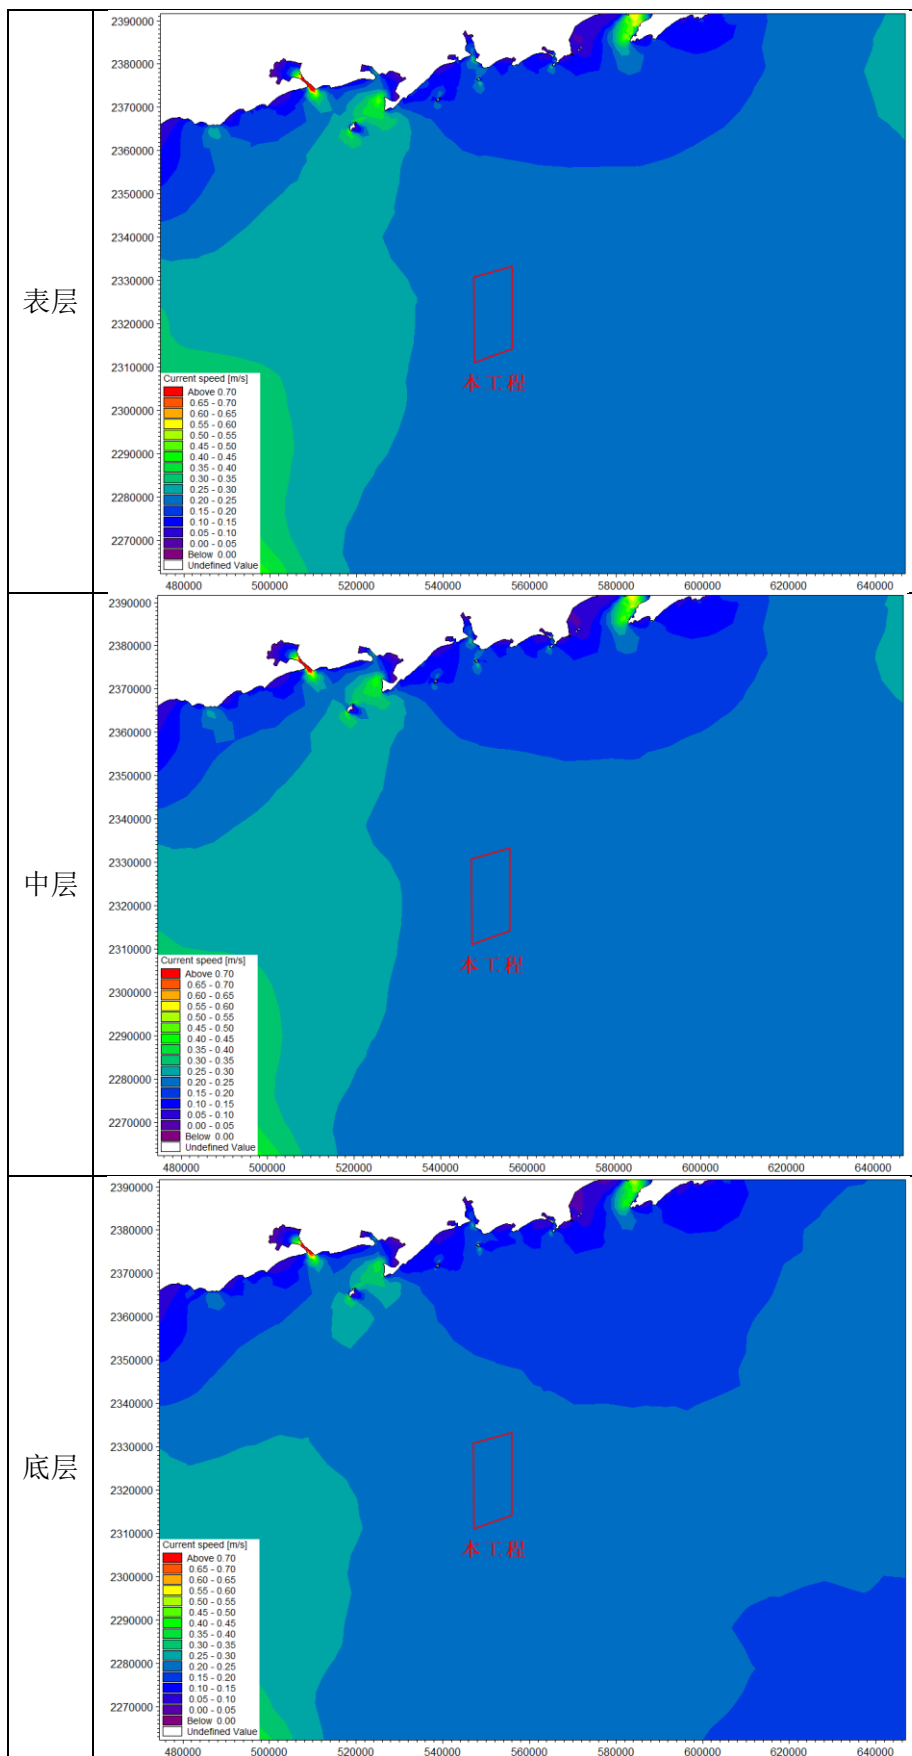 表层
2390000
2380000
2370000
2360000
2350000
2340000
2330000
2320000
2310000
2300000
2290000
2280000
2270000
本工程
Current speed [m/s]
Above 0.70
0.65 - 0.70
0.60 - 0.65
0.55 - 0.60
0.50 - 0.55
0.45 - 0.50
0.40 - 0.45
0.35 - 0.40
0.30 - 0.35
0.25 - 0.30
0.20 - 0.25
0.15 - 0.20
0.10 - 0.15
0.05 - 0.10
0.00 - 0.05
Below 0.00
Undefined Value
480000 500000 520000 540000 560000 580000 600000 620000 640000
中层
2390000
2380000
2370000
2360000
2350000
2340000
2330000
2320000
2310000
2300000
2290000
2280000
2270000
本工程
Current speed [m/s]
Above 0.70
0.65 - 0.70
0.60 - 0.65
0.55 - 0.60
0.50 - 0.55
0.45 - 0.50
0.40 - 0.45
0.35 - 0.40
0.30 - 0.35
0.25 - 0.30
0.20 - 0.25
0.15 - 0.20
0.10 - 0.15
0.05 - 0.10
0.00 - 0.05
Below 0.00
Undefined Value
480000 500000 520000 540000 560000 580000 600000 620000 640000
底层
2390000
2380000
2370000
2360000
2350000
2340000
2330000
2320000
2310000
2300000
2290000
2280000
2270000
本工程
Current speed [m/s]
Above 0.70
0.65 - 0.70
0.60 - 0.65
0.55 - 0.60
0.50 - 0.55
0.45 - 0.50
0.40 - 0.45
0.35 - 0.40
0.30 - 0.35
0.25 - 0.30
0.20 - 0.25
0.15 - 0.20
0.10 - 0.15
0.05 - 0.10
0.00 - 0.05
Below 0.00
Undefined Value
480000 500000 520000 540000 560000 580000 600000 620000 640000